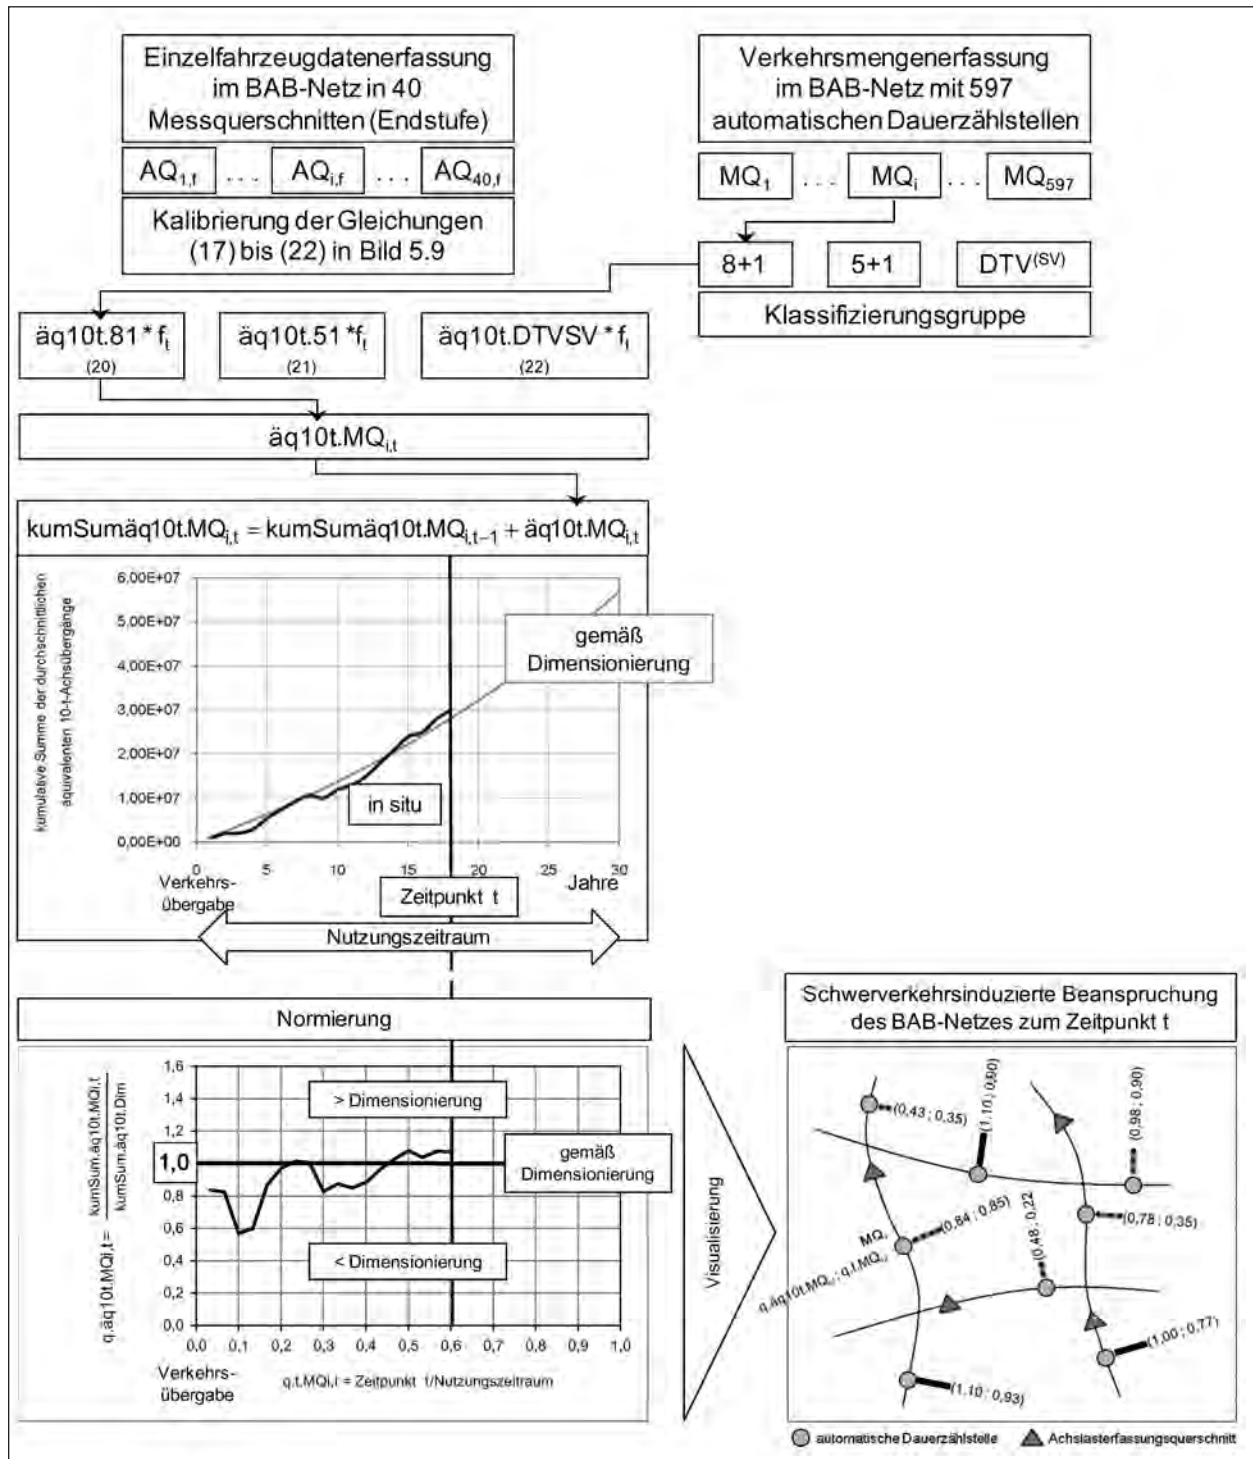 Einzelfahrzeugdatenerfassung
im BAB-Netz in 40
Messquerschnitten (Endstufe)
AQ1,f ... AQi,f ... AQ40,f
Kalibrierung der Gleichungen
(17) bis (22) in Bild 5.9
Verkehrsmengenerfassung
im BAB-Netz mit 597
automatischen Dauerzählstellen
MQ1 ... MQi ... MQ597
8+1 5+1 DTV(SV)
Klassifizierungsgruppe
äq10t.81 * ft äq10t.51 *ft äq10t.DTVSV * ft
(20) (21) (22)
äq10t.MQi,t
kumSumäq10t.MQi,t = kumSumäq10t.MQi,t−1 + äq10t.MQi,t
kumulative Summe der durchschnittlichen
äquivalenten 10-t-Achsübergänge
6,00E+07
5,00E+07
4,00E+07
3,00E+07
2,00E+07
1,00E+07
0,00E+00
gemäß
Dimensionierung
in situ
0 5 10 15 20 25 30
Verkehrs-
übergabe
Zeitpunkt t
Jahre
Nutzungszeitraum
Normierung
q.äq10t.MQi,t = kumSum.äq10t.MQi,t
kumSum.äq10t.Dim
1,6
1,4
1,2
1,0
0,8
0,6
0,4
0,2
0,0
> Dimensionierung
gemäß
Dimensionierung
< Dimensionierung
0,0 0,1 0,2 0,3 0,4 0,5 0,6 0,7 0,8 0,9 1,0
Verkehrs-
übergabe
q.t.MQi,t = Zeitpunkt t/Nutzungszeitraum
Visualisierung
Schwerverkehrsinduzierte Beanspruchung
des BAB-Netzes zum Zeitpunkt t
(0,43 ; 0,35)
(1,10 ; 0,90)
(0,98 ; 0,90)
(0,84 ; 0,85)
(0,48 ; 0,22
(0,78 ; 0,35)
(1,00 ; 0,77)
(1,10 ; 0,93)
automatische Dauerzählstelle
Achslasterfassungsquerschnitt